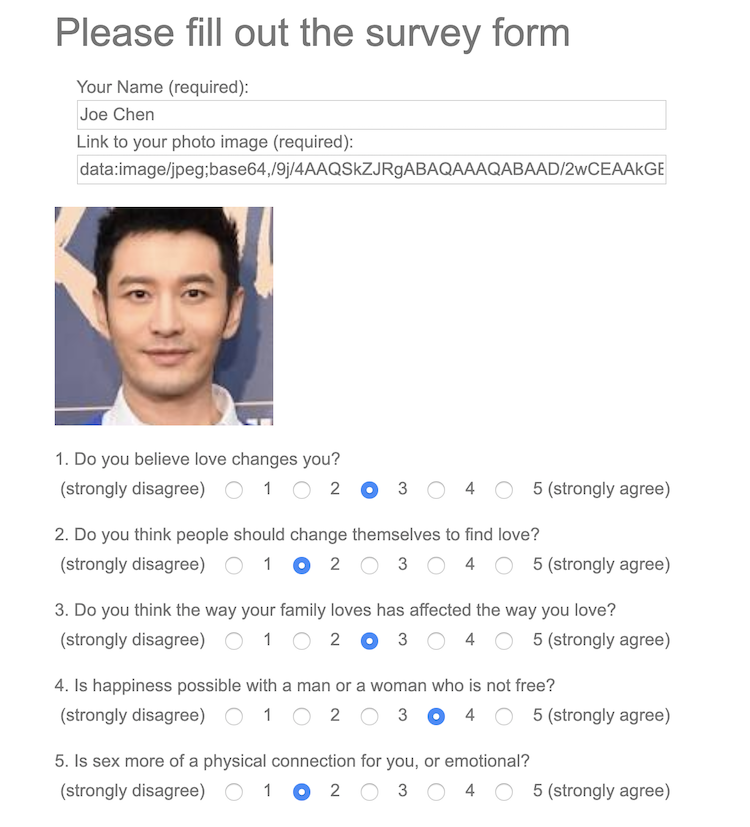 Please fill out the survey form
Your Name (required):
Joe Chen
Link to your photo image (required):
data:image/jpeg;base64,/9j/4AAQSkZJRgABAQAAAQABAAD/2wCEAAkGE
1. Do you believe love changes you?
(strongly disagree) 1 2 3 4 5 (strongly agree)
2. Do you think people should change themselves to find love?
(strongly disagree) 1 2 3 4 5 (strongly agree)
3. Do you think the way your family loves has affected the way you love?
(strongly disagree) 1 2 3 4 5 (strongly agree)
4. Is happiness possible with a man or a woman who is not free?
(strongly disagree) 1 2 3 4 5 (strongly agree)
5. Is sex more of a physical connection for you, or emotional?
(strongly disagree) 1 2 3 4 5 (strongly agree)